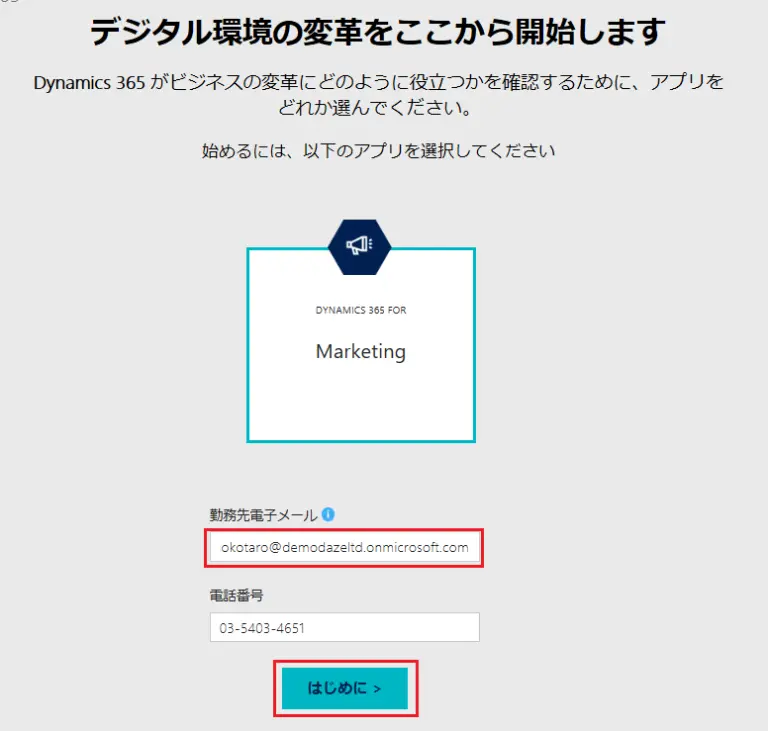 デジタル環境の変革をここから開始します
Dynamics 365 がビジネスの変革にどのように役立つかを確認するために、アプリを
どれか選んでください。
始めるには、以下のアプリを選択してください
DYNAMICS 365 FOR
Marketing
勤務先電子メール
okotaro@demodazeltd.onmicrosoft.com
電話番号
03-5403-4651
はじめに >